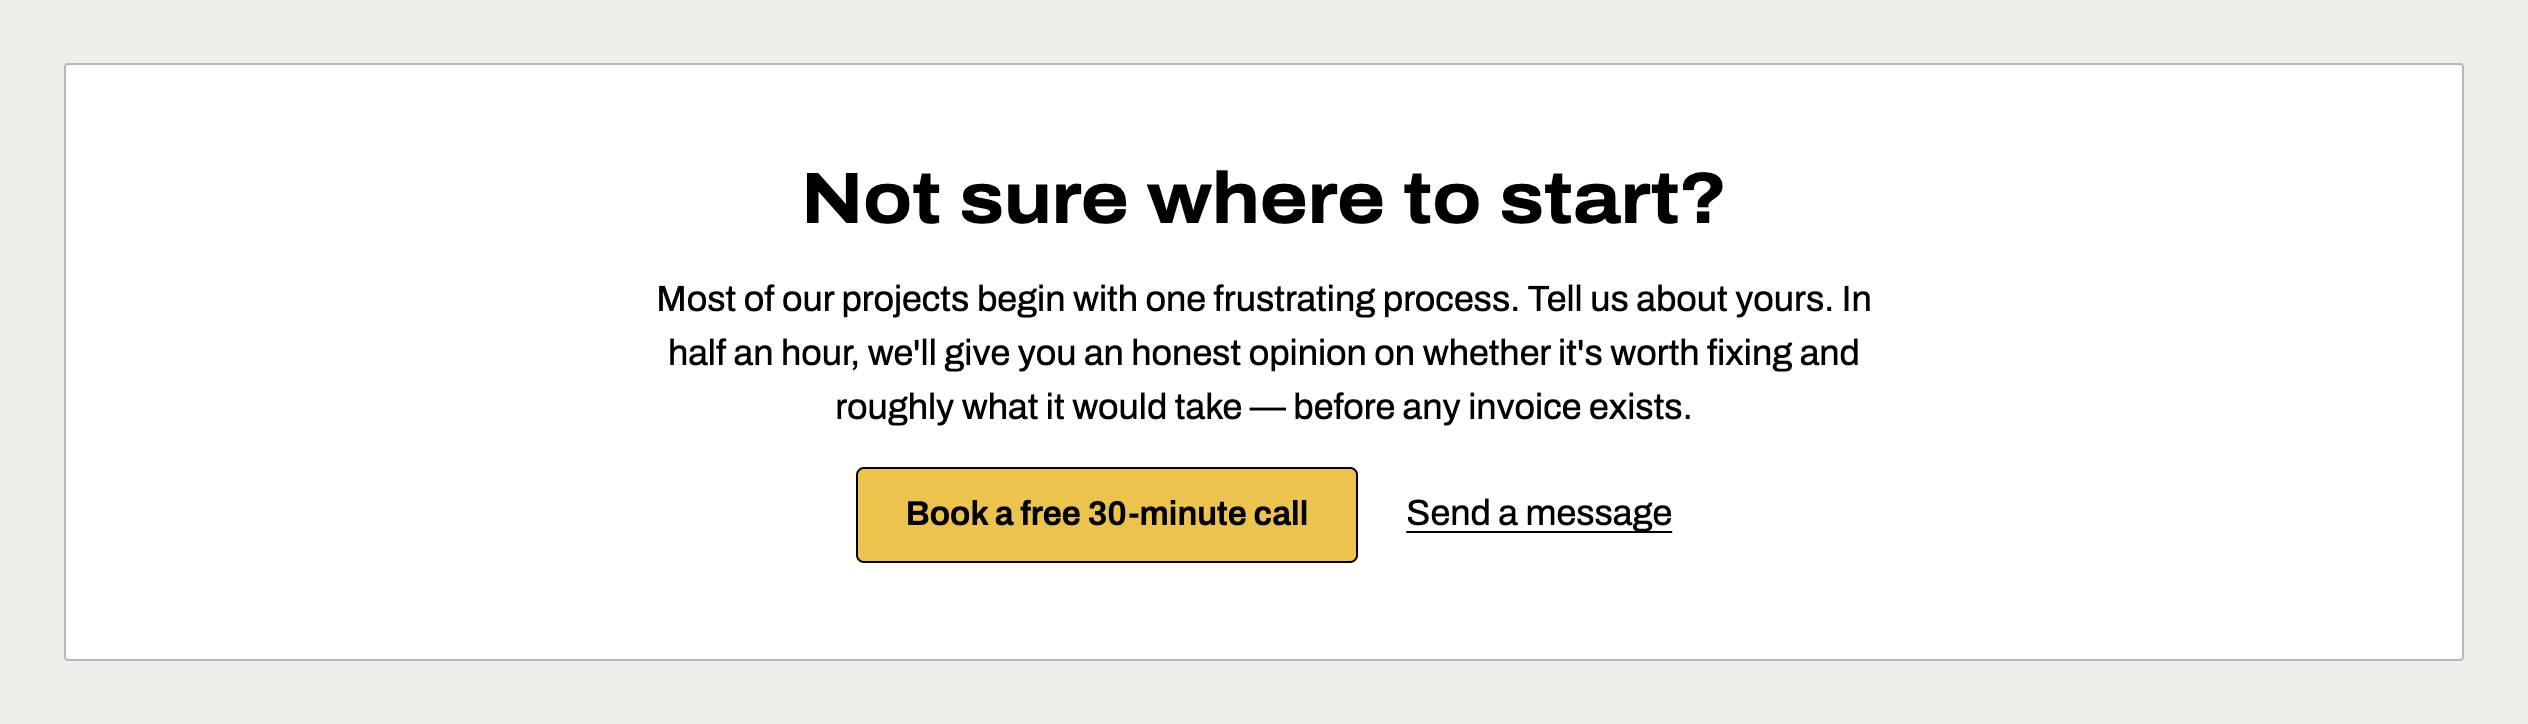 Not sure where to start?
Most of our projects begin with one frustrating process. Tell us about yours. In
half an hour, we'll give you an honest opinion on whether it's worth fixing and
roughly what it would take — before any invoice exists.
Book a free 30-minute call
Send a message